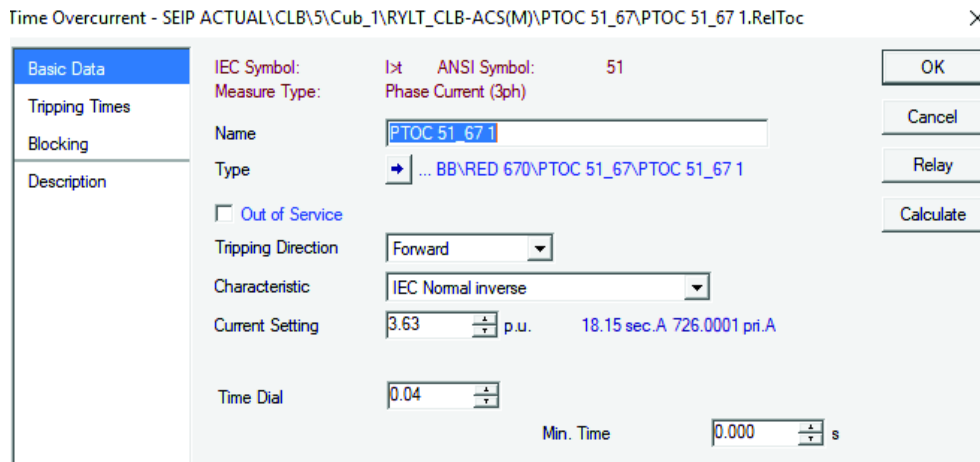 Time Overcurrent - SEIP ACTUAL\CLB\5\Cub_1\RYLT_CLB-ACS(M)\PTOC 51_67\PTOC 51_67 1.RelToc
Basic Data
Tripping Times
Blocking
Description
IEC Symbol: I>t ANSI Symbol: 51
Measure Type: Phase Current (3ph)
Name PTOC 51_67 1
Type ... BB\RED 670\PTOC 51_67\PTOC 51_67 1
Out of Service
Tripping Direction Forward
Characteristic IEC Normal inverse
Current Setting 3.63 p.u. 18.15 sec.A 726.0001 pri.A
Time Dial 0.04
Min. Time 0.000 s
OK
Cancel
Relay
Calculate